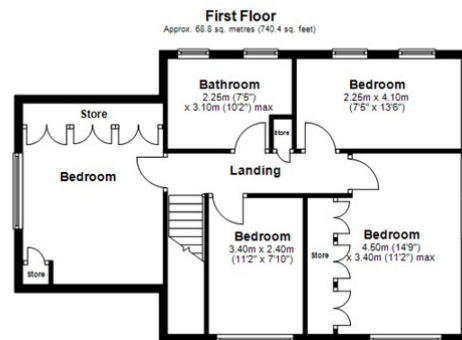 First Floor
Approx. 68.8 sq. metres (740.4 sq. feet)
Bathroom
2.25m (7'5")
x 3.10m (10'2") max
Bedroom
2.25m x 4.10m
(7'5" x 13'6")
Store
Store
Bedroom
Landing
Bedroom
3.40m x 2.40m
(11'2" x 7'10")
Store
Bedroom
4.50m (14'9")
x 3.40m (11'2") max
Store